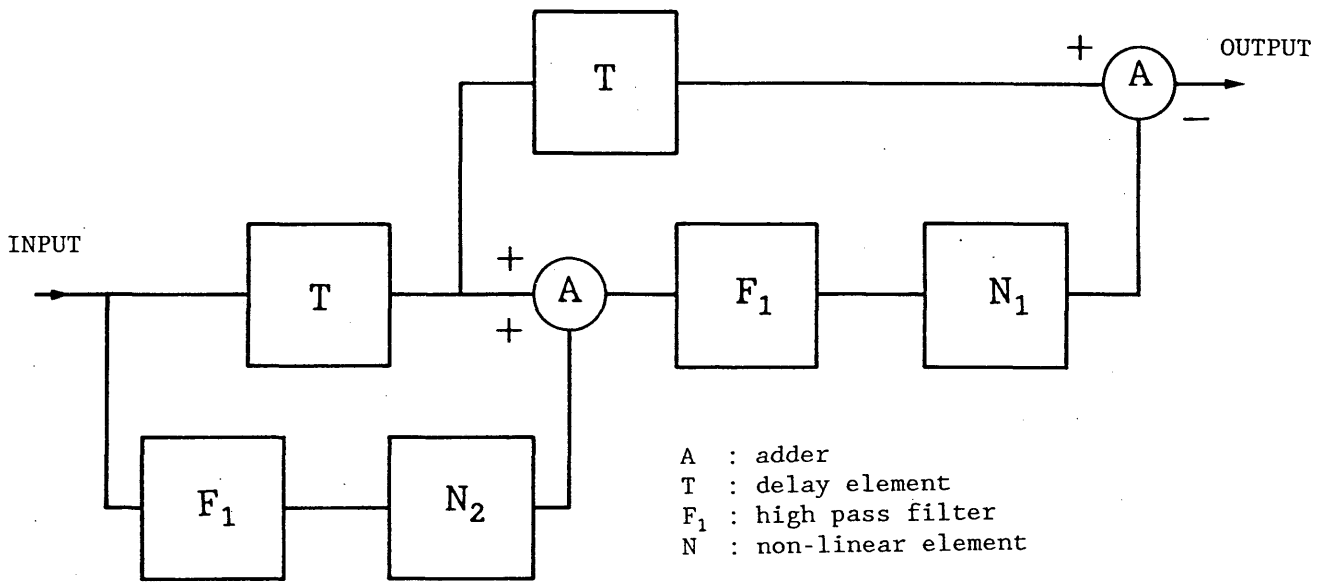 T
+
A
OUTPUT
−
INPUT
T
+
A
+
F₁
N₁
F₁
N₂
A : adder
T : delay element
F₁ : high pass filter
N : non-linear element